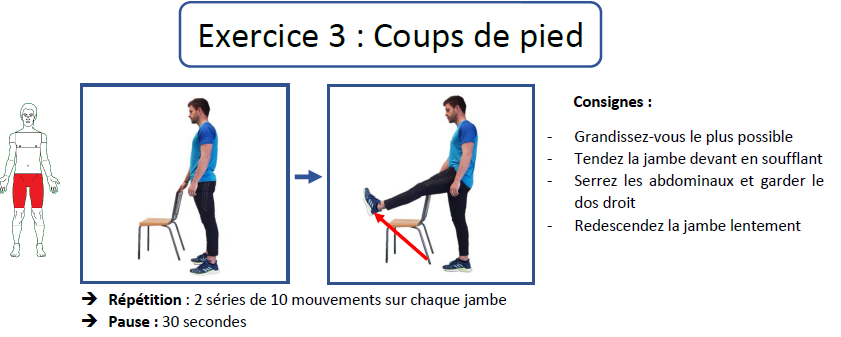 Exercice 3 : Coups de pied
Consignes :
- Grandissez-vous le plus possible
- Tendez la jambe devant en soufflant
- Serrez les abdominaux et garder le
dos droit
- Redescendez la jambe lentement
➔ Répétition : 2 séries de 10 mouvements sur chaque jambe
➔ Pause : 30 secondes